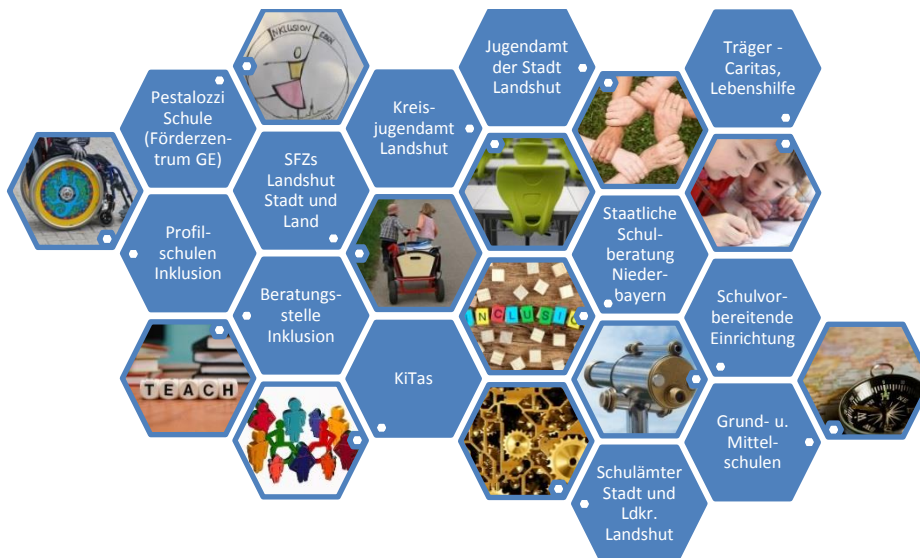 INKLUSION LEBEN
Jugendamt
der Stadt
Landshut
Träger -
Caritas,
Lebenshilfe
Pestalozzi
Schule
(Förderzen-
trum GE)
Kreis-
jugendamt
Landshut
SFZs
Landshut
Stadt und
Land
Staatliche
Schul-
beratung
Nieder-
bayern
Profil-
schulen
Inklusion
Beratungs-
stelle
Inklusion
INCLUSIO
Schulvor-
bereitende
Einrichtung
TEACH
KiTas
Grund- u.
Mittel-
schulen
Schulämter
Stadt und
Ldkr.
Landshut